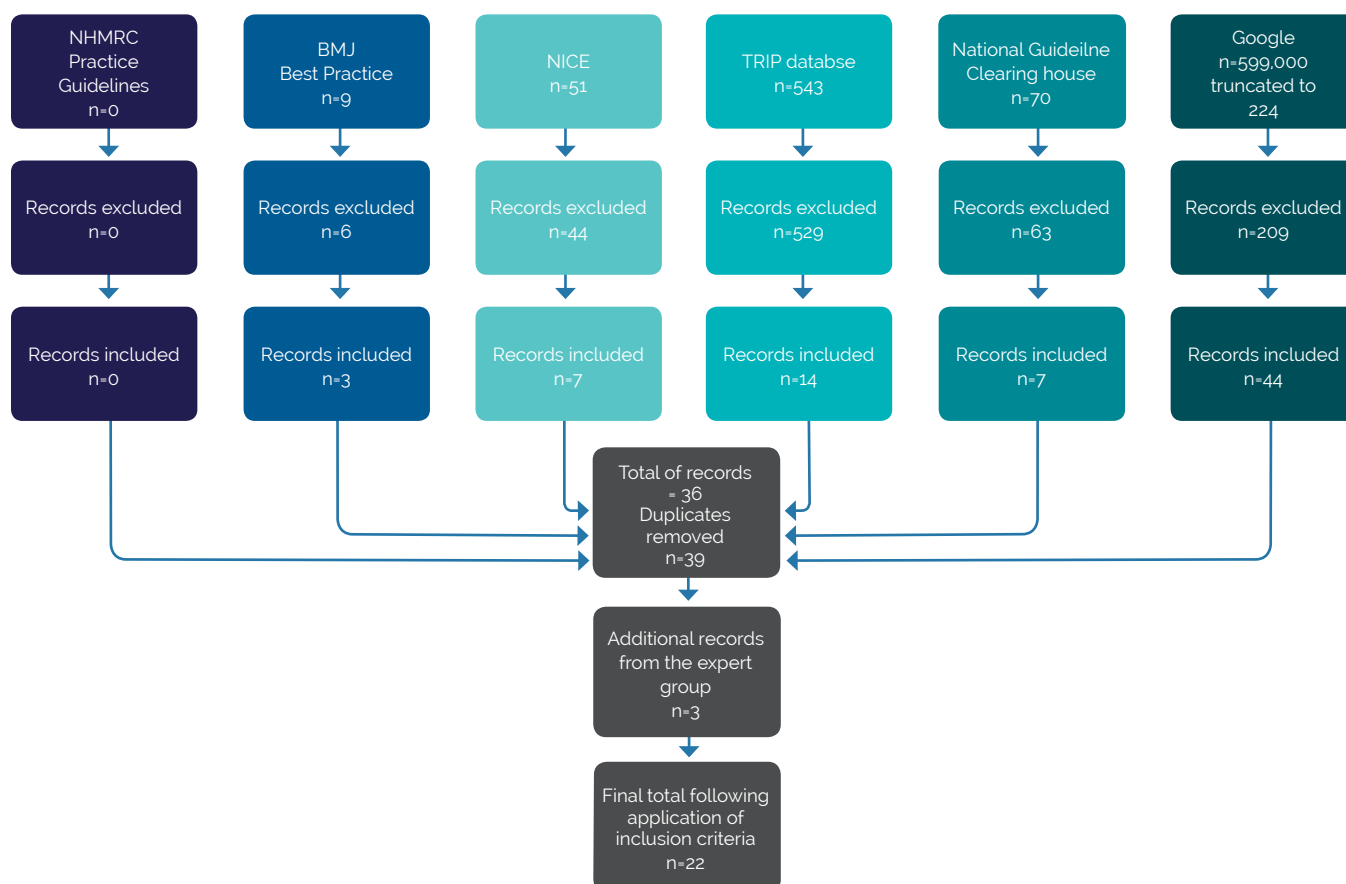 NHMRC
Practice
Guidelines
n=0
BMJ
Best Practice
n=9
NICE
n=51
TRIP databse
n=543
National Guideilne
Clearing house
n=70
Google
n=599,000
truncated to
224
Records excluded
n=0
Records excluded
n=6
Records excluded
n=44
Records excluded
n=529
Records excluded
n=63
Records excluded
n=209
Records included
n=0
Records included
n=3
Records included
n=7
Records included
n=14
Records included
n=7
Records included
n=44
Total of records
= 36
Duplicates
removed
n=39
Additional records
from the expert
group
n=3
Final total following
application of
inclusion criteria
n=22